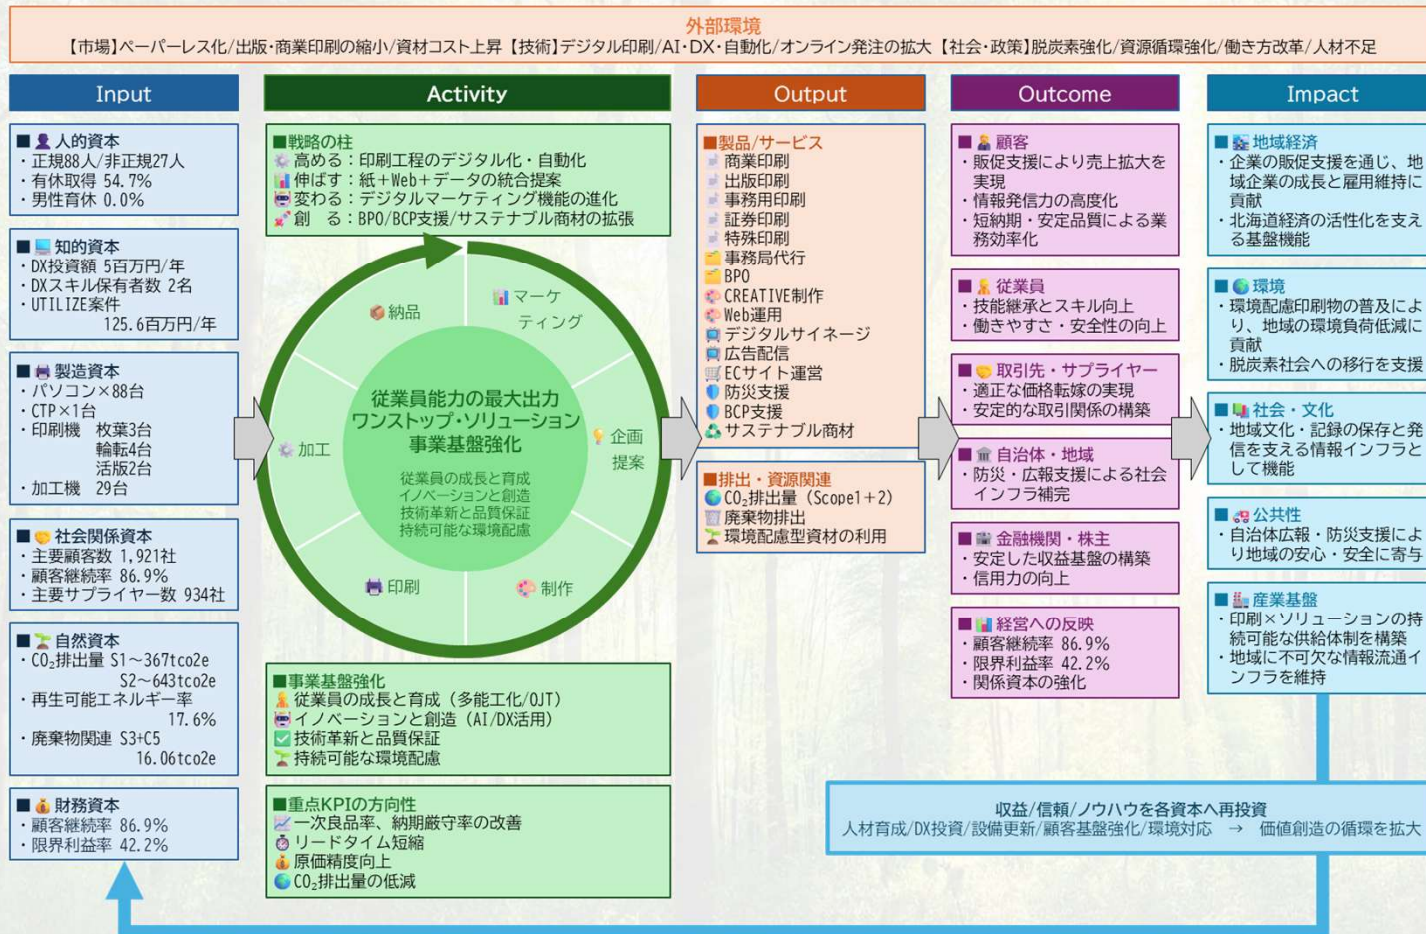 外部環境
【市場】ペーパーレス化/出版・商業印刷の縮小/資材コスト上昇【技術】デジタル印刷/AI・DX・自動化/オンライン発注の拡大【社会・政策】脱炭素強化/資源循環強化/働き方改革/人材不足
Input
■人的資本
・正規88人/非正規27人
・有休取得 54.7%
・男性育休 0.0%
■知的資本
・DX投資額 5百万円/年
・DXスキル保有者数 2名
・UTILIZE案件
125.6百万円/年
■製造資本
・パソコン×88台
・CTP×1台
・印刷機 枚葉3台
輪転4台
活版2台
・加工機 29台
■社会関係資本
・主要顧客数 1,921社
・顧客継続率 86.9%
・主要サプライヤー数 934社
■自然資本
・CO₂排出量 S1～367tco2e
S2～643tco2e
・再生可能エネルギー率
17.6%
・廃棄物関連 S3+C5
16.06tco2e
■財務資本
・顧客継続率 86.9%
・限界利益率 42.2%
Activity
■戦略の柱
高める：印刷工程のデジタル化・自動化
伸ばす：紙＋Web＋データの統合提案
変わる：デジタルマーケティング機能の進化
創　る：BPO/BCP支援/サステナブル商材の拡張
納品
マーケ
ティング
加工
企画
提案
印刷
制作
従業員能力の最大出力
ワンストップ・ソリューション
事業基盤強化
従業員の成長と育成
イノベーションと創造
技術革新と品質保証
持続可能な環境配慮
■事業基盤強化
従業員の成長と育成（多能工化/OJT）
イノベーションと創造（AI/DX活用）
技術革新と品質保証
持続可能な環境配慮
■重点KPIの方向性
一次良品率、納期厳守率の改善
リードタイム短縮
原価精度向上
CO₂排出量の低減
Output
■製品/サービス
商業印刷
出版印刷
事務用印刷
証券印刷
特殊印刷
事務局代行
BPO
CREATIVE制作
Web運用
デジタルサイネージ
広告配信
ECサイト運営
防災支援
BCP支援
サステナブル商材
■排出・資源関連
CO₂排出量（Scope1＋2）
廃棄物排出
環境配慮型資材の利用
Outcome
■顧客
・販促支援により売上拡大を
実現
・情報発信力の高度化
・短納期・安定品質による業
務効率化
■従業員
・技能継承とスキル向上
・働きやすさ・安全性の向上
■取引先・サプライヤー
・適正な価格転嫁の実現
・安定的な取引関係の構築
■自治体・地域
・防災・広報支援による社会
インフラ補完
■金融機関・株主
・安定した収益基盤の構築
・信用力の向上
■経営への反映
・顧客継続率 86.9%
・限界利益率 42.2%
・関係資本の強化
Impact
■地域経済
・企業の販促支援を通じ、地
域企業の成長と雇用維持に
貢献
・北海道経済の活性化を支え
る基盤機能
■環境
・環境配慮印刷物の普及によ
り、地域の環境負荷低減に
貢献
・脱炭素社会への移行を支援
■社会・文化
・地域文化・記録の保存と発
信を支える情報インフラと
して機能
■公共性
・自治体広報・防災支援によ
り地域の安心・安全に寄与
■産業基盤
・印刷×ソリューションの持
続可能な供給体制を構築
・地域に不可欠な情報流通イ
ンフラを維持
収益/信頼/ノウハウを各資本へ再投資
人材育成/DX投資/設備更新/顧客基盤強化/環境対応　→　価値創造の循環を拡大